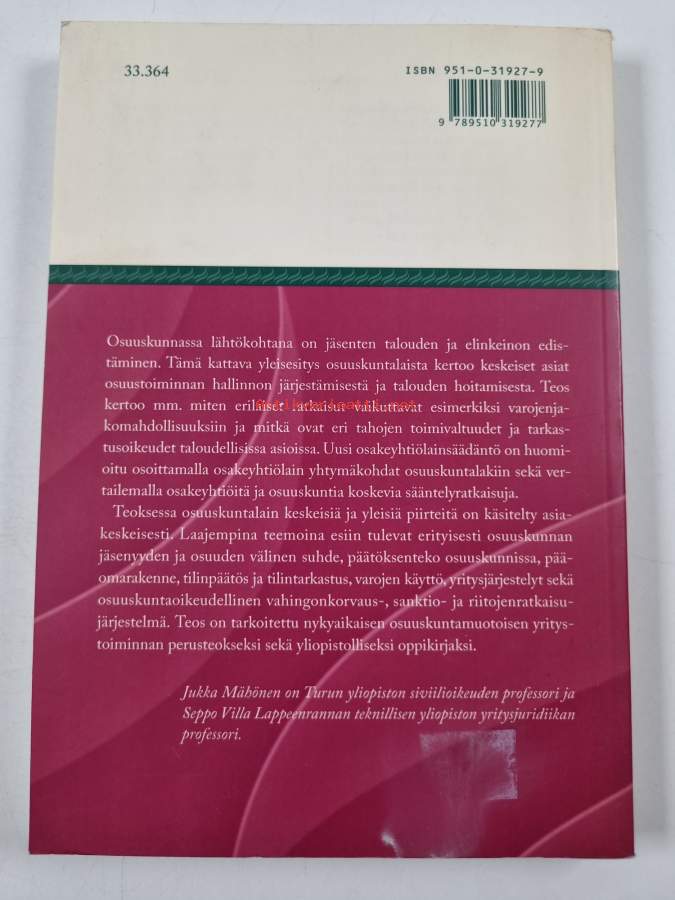 33.364
ISBN 951-0-31927-9
9 789510 319277
Osuuskunnassa lähtökohtana on jäsenten talouden ja elinkeinon edis-
täminen. Tämä kattava yleisesitys osuuskuntalaista kertoo keskeiset asiat
osuustoiminnan hallinnon järjestämisestä ja talouden hoitamisesta. Teos
kertoo mm. miten erilaiset ratkaisut vaikuttavat esimerkiksi varojenja-
komahdollisuuksiin ja mitkä ovat eri tahojen toimivaltuudet ja tarkas-
tusoikeudet taloudellisissa asioissa. Uusi osakeyhtiölainsäädäntö on huomi-
oitu osoittamalla osakeyhtiölain yhtymäkohdat osuuskuntalakiin sekä ver-
tailemalla osakeyhtiöitä ja osuuskuntia koskevia sääntelyratkaisuja.
Teoksessa osuuskuntalain keskeisiä ja yleisiä piirteitä on käsitelty asia-
keskeisesti. Laajempina teemoina esiin tulevat erityisesti osuuskunnan
jäsenyyden ja osuuden välinen suhde, päätöksenteko osuuskunnissa, pää-
omarakenne, tilinpäätös ja tilintarkastus, varojen käyttö, yritysjärjestelyt sekä
osuuskuntaoikeudellinen vahingonkorvaus-, sanktio- ja riitojenratkaisu-
järjestelmä. Teos on tarkoitettu nykyaikaisen osuuskuntamuotoisen yritys-
toiminnan perusteokseksi sekä yliopistolliseksi oppikirjaksi.
Jukka Mähönen on Turun yliopiston siviilioikeuden professori ja
Seppo Villa Lappeenrannan teknillisen yliopiston yritysjuridiikan
professori.